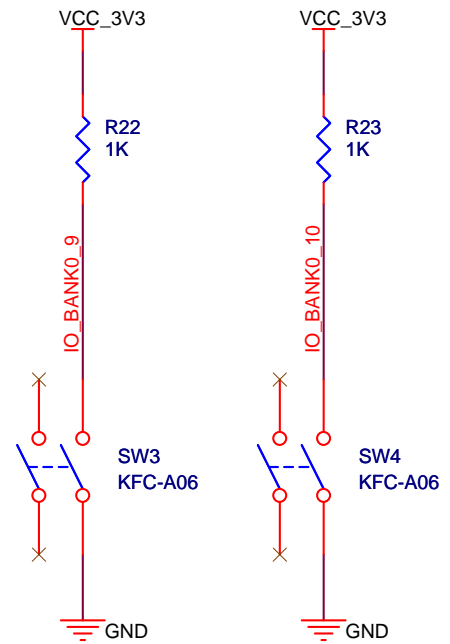 VCC_3V3
VCC_3V3
R22
1K
R23
1K
IO_BANK0_9
IO_BANK0_10
SW3
KFC-A06
SW4
KFC-A06
GND
GND